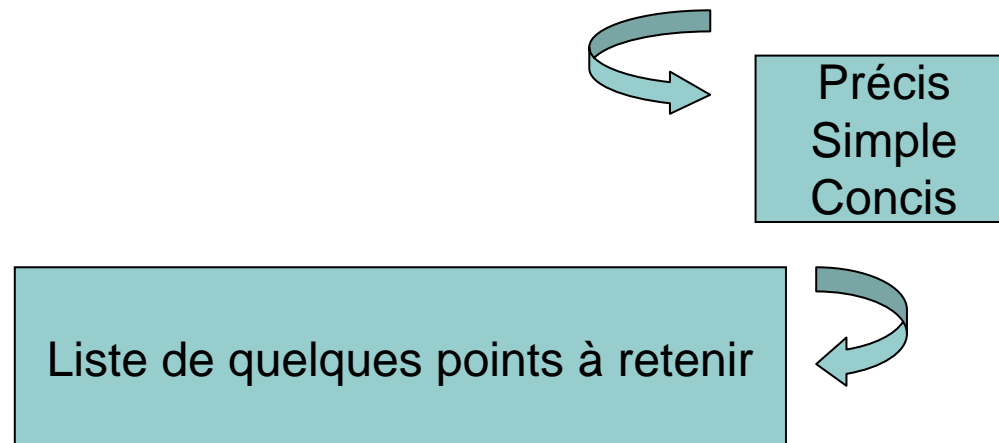 Précis
Simple
Concis
Liste de quelques points à retenir